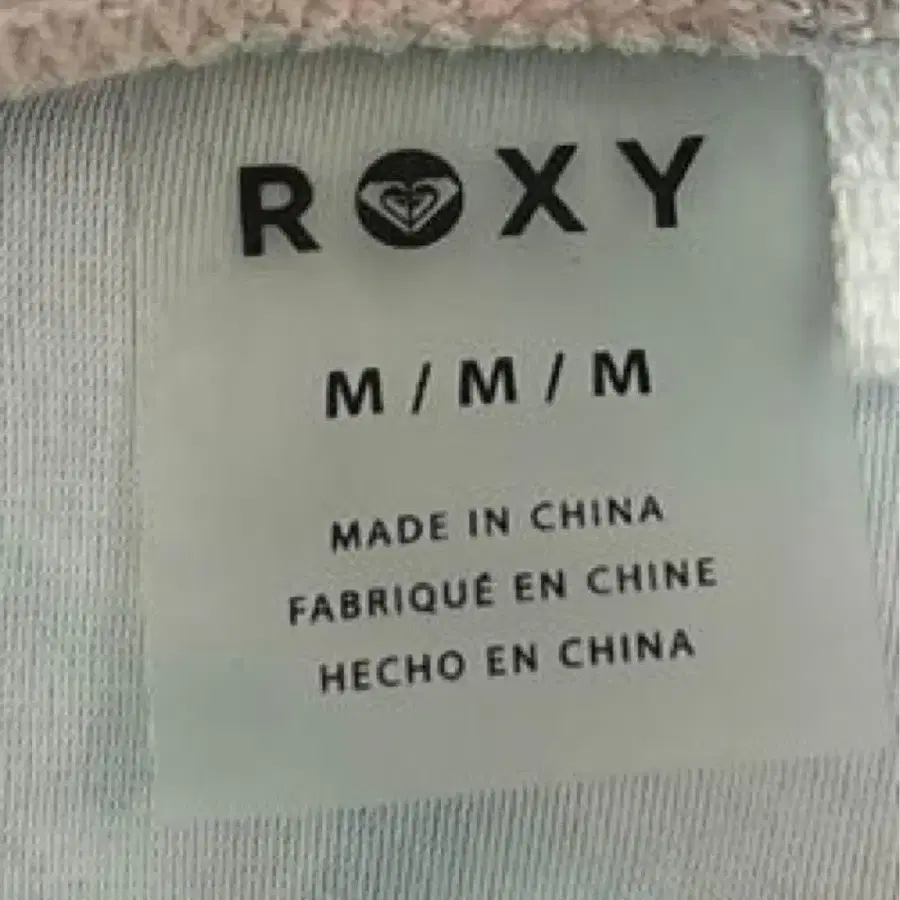 ROXY
M / M / M
MADE IN CHINA
FABRIQUÉ EN CHINE
HECHO EN CHINA